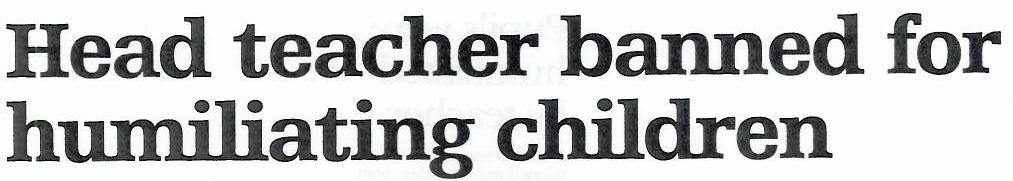 Head teacher banned for
humiliating children